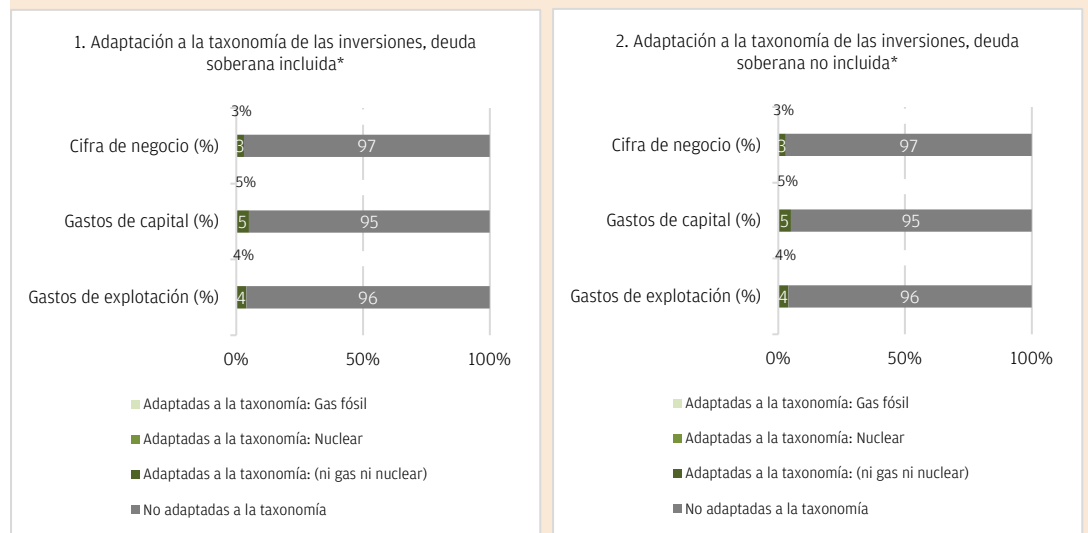 1. Adaptación a la taxonomía de las inversiones, deuda
soberana incluida*
3%
Cifra de negocio (%)
3
97
5%
Gastos de capital (%)
5
95
4%
Gastos de explotación (%)
4
96
0%
50%
100%
Adaptadas a la taxonomía: Gas fósil
Adaptadas a la taxonomía: Nuclear
Adaptadas a la taxonomía: (ni gas ni nuclear)
No adaptadas a la taxonomía
2. Adaptación a la taxonomía de las inversiones, deuda
soberana no incluida*
3%
Cifra de negocio (%)
3
97
5%
Gastos de capital (%)
5
95
4%
Gastos de explotación (%)
4
96
0%
50%
100%
Adaptadas a la taxonomía: Gas fósil
Adaptadas a la taxonomía: Nuclear
Adaptadas a la taxonomía: (ni gas ni nuclear)
No adaptadas a la taxonomía